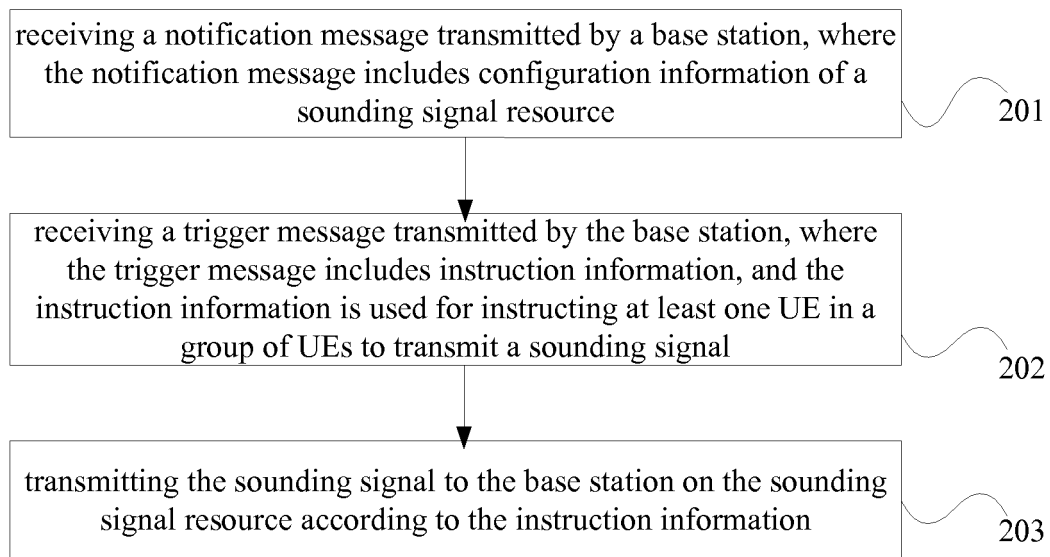 receiving a notification message transmitted by a base station, where
the notification message includes configuration information of a
sounding signal resource
201
receiving a trigger message transmitted by the base station, where
the trigger message includes instruction information, and the
instruction information is used for instructing at least one UE in a
group of UEs to transmit a sounding signal
202
transmitting the sounding signal to the base station on the sounding
signal resource according to the instruction information
203